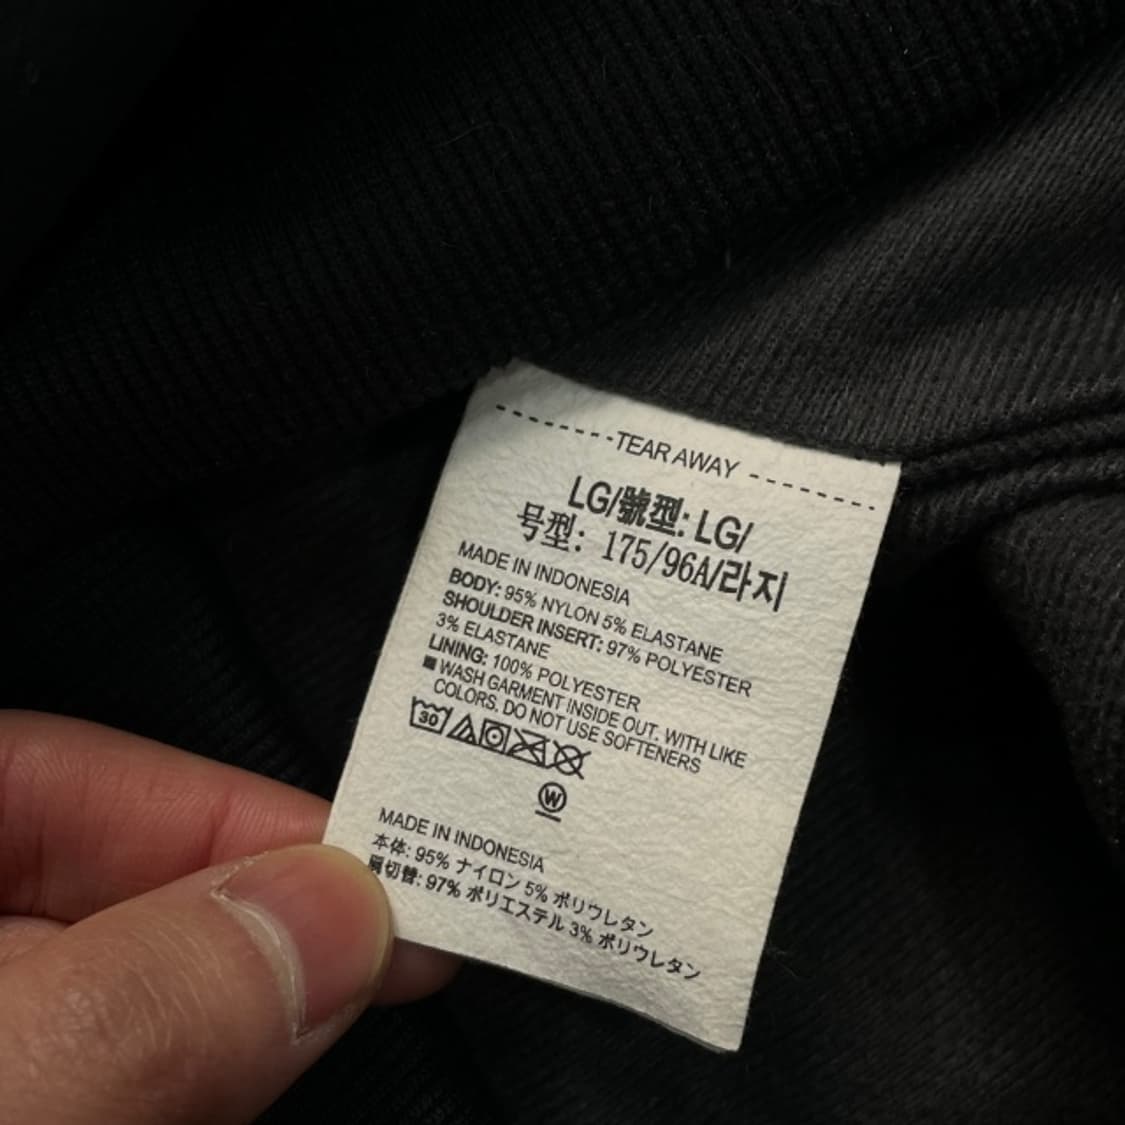 TEAR AWAY
LG/號型: LG/
号型: 175/96A/라지
MADE IN INDONESIA
BODY: 95% NYLON 5% ELASTANE
SHOULDER INSERT: 97% POLYESTER
3% ELASTANE
LINING: 100% POLYESTER
■ WASH GARMENT INSIDE OUT. WITH LIKE
COLORS. DO NOT USE SOFTENERS
30
W
MADE IN INDONESIA
本体: 95% ナイロン 5% ポリウレタン
肩切替: 97% ポリエステル 3% ポリウレタン